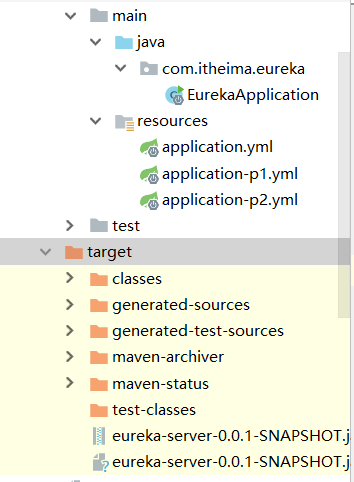 main
java
com.itheima.eureka
EurekaApplication
resources
application.yml
application-p1.yml
application-p2.yml
test
target
classes
generated-sources
generated-test-sources
maven-archiver
maven-status
test-classes
eureka-server-0.0.1-SNAPSHOT.j
eureka-server-0.0.1-SNAPSHOT.j